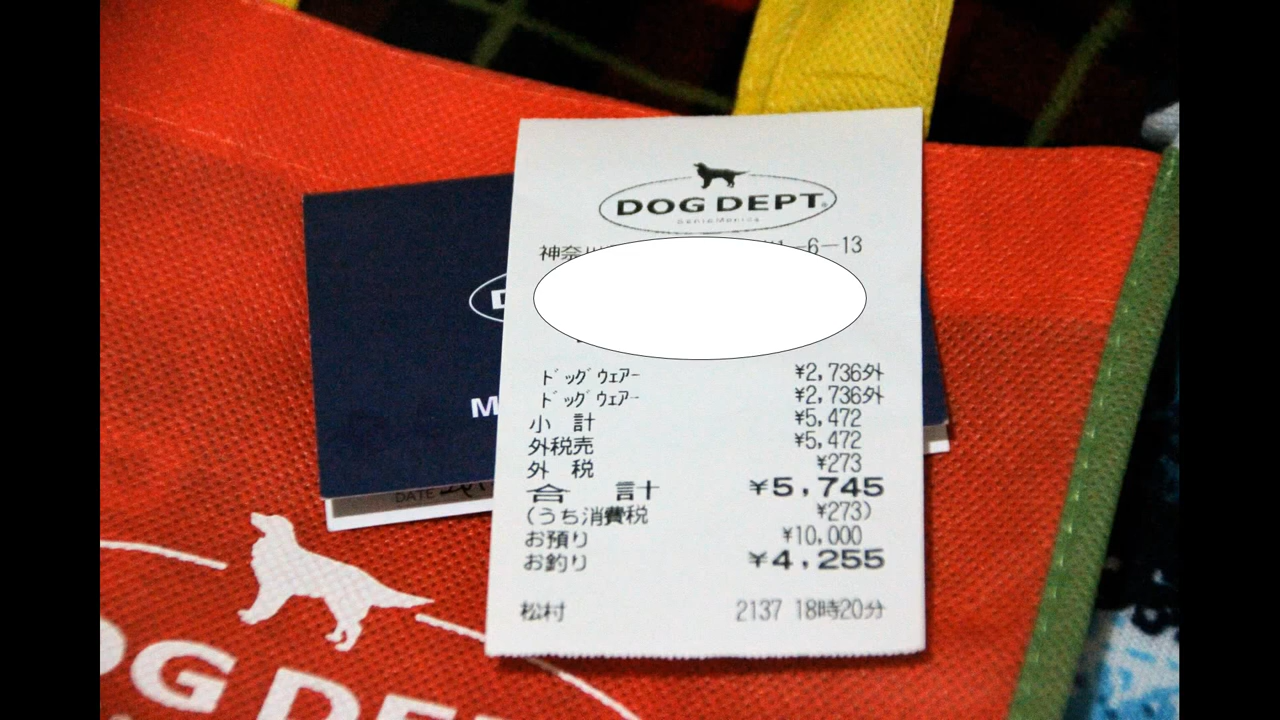 DOG DEPT®
GenioMonica
神奈川
1-6-13
ドッグウェアー ¥2,736外
ドッグウェアー ¥2,736外
小 計 ¥5,472
外税売 ¥5,472
外 税 ¥273
合 計 ¥5,745
(うち消費税 ¥273)
お預り ¥10,000
お釣り ¥4,255
松村 2137 18時20分
D
M
DATE
OG DE